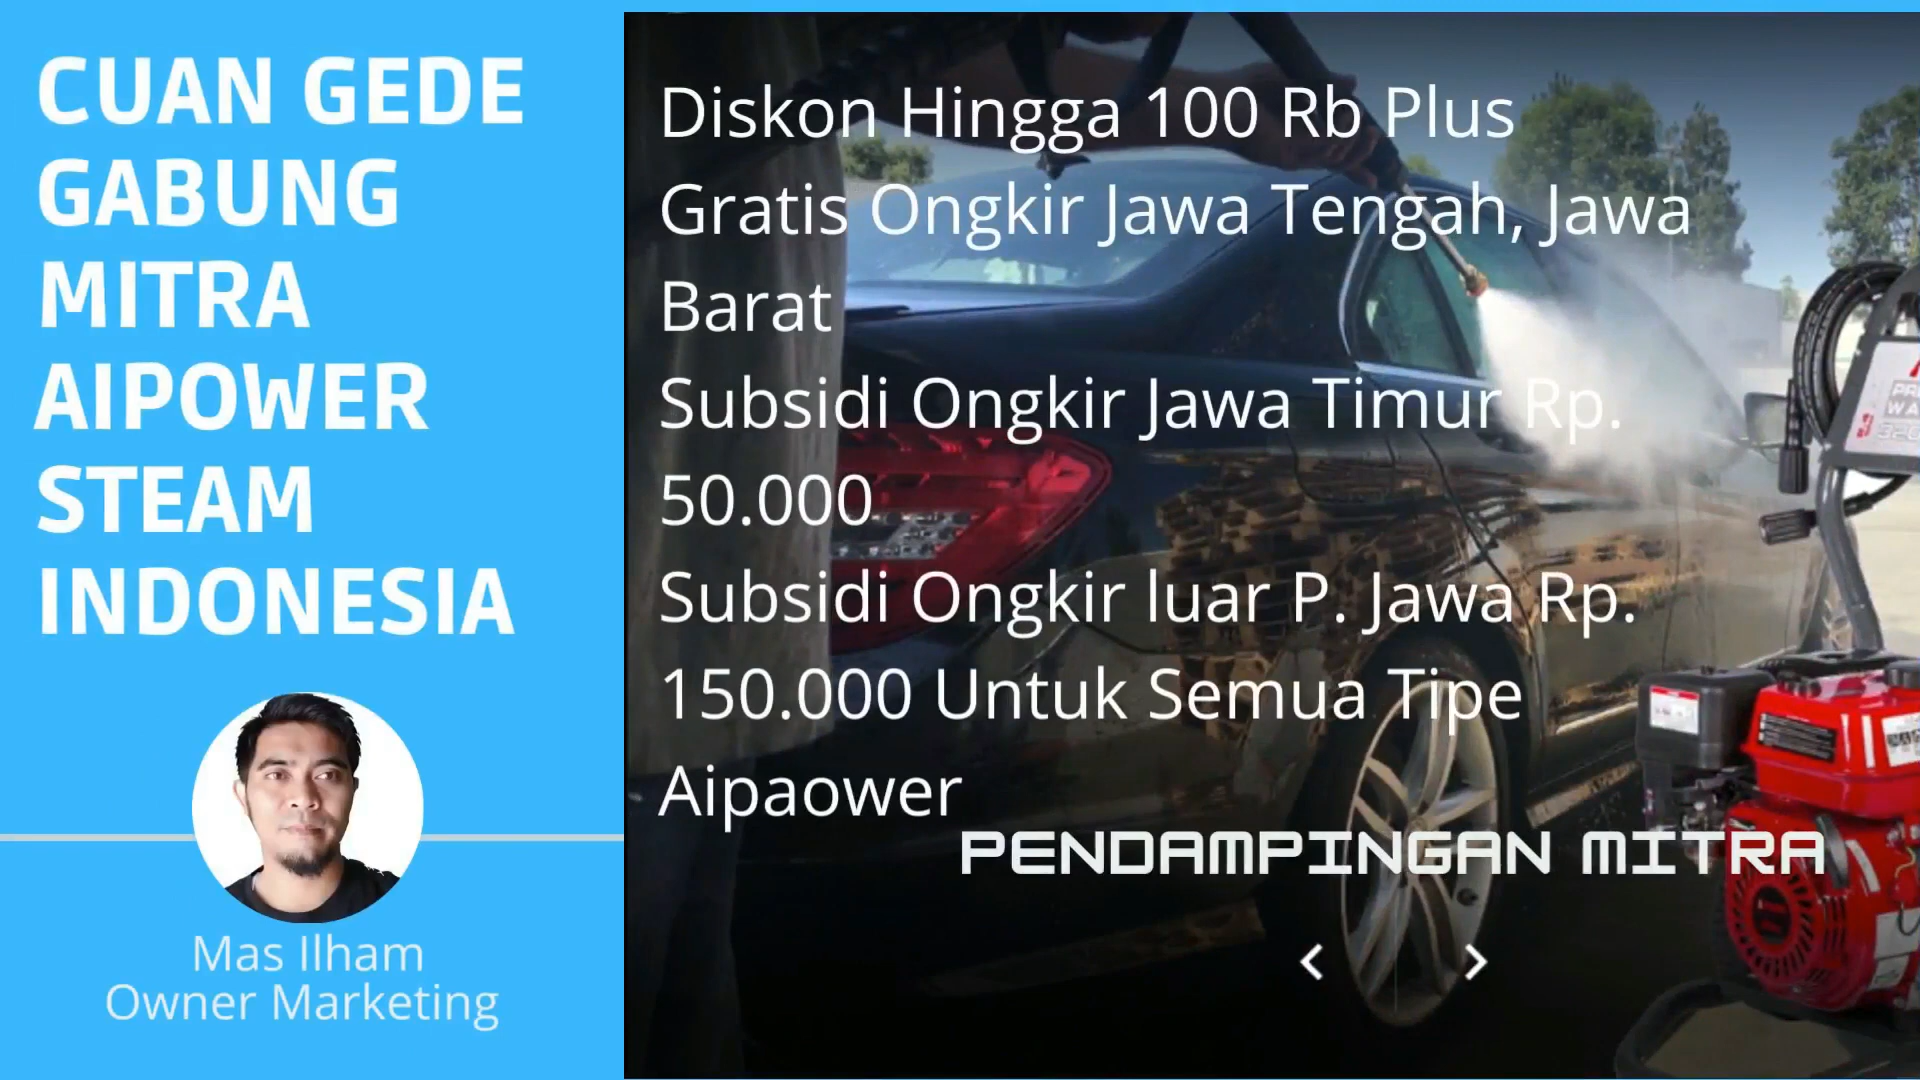 CUAN GEDE
GABUNG
MITRA
AIPOWER
STEAM
INDONESIA
Mas Ilham
Owner Marketing
Diskon Hingga 100 Rb Plus
Gratis Ongkir Jawa Tengah, Jawa
Barat
Subsidi Ongkir Jawa Timur Rp.
50.000
Subsidi Ongkir luar P. Jawa Rp.
150.000 Untuk Semua Tipe
Aipaower
PENDAMPINGAN MITRA